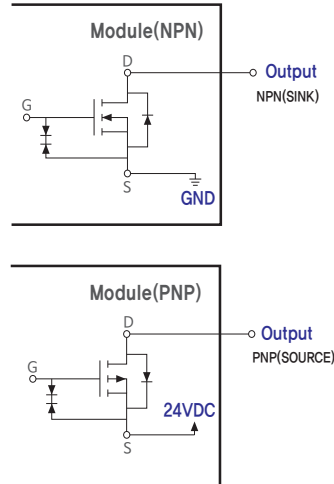 Module(NPN)
D
Output
NPN(SINK)
G
S
GND
Module(PNP)
D
Output
PNP(SOURCE)
G
24VDC
S